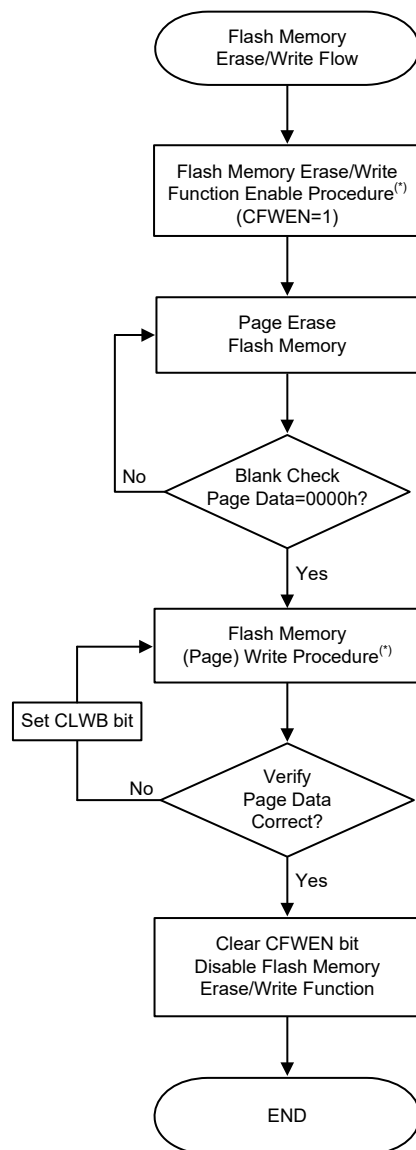 Flash Memory
Erase/Write Flow
Flash Memory Erase/Write
Function Enable Procedure(*)
(CFWEN=1)
Page Erase
Flash Memory
Blank Check
Page Data=0000h?
No
Yes
Flash Memory
(Page) Write Procedure(*)
Set CLWB bit
Verify
Page Data
Correct?
No
Yes
Clear CFWEN bit
Disable Flash Memory
Erase/Write Function
END